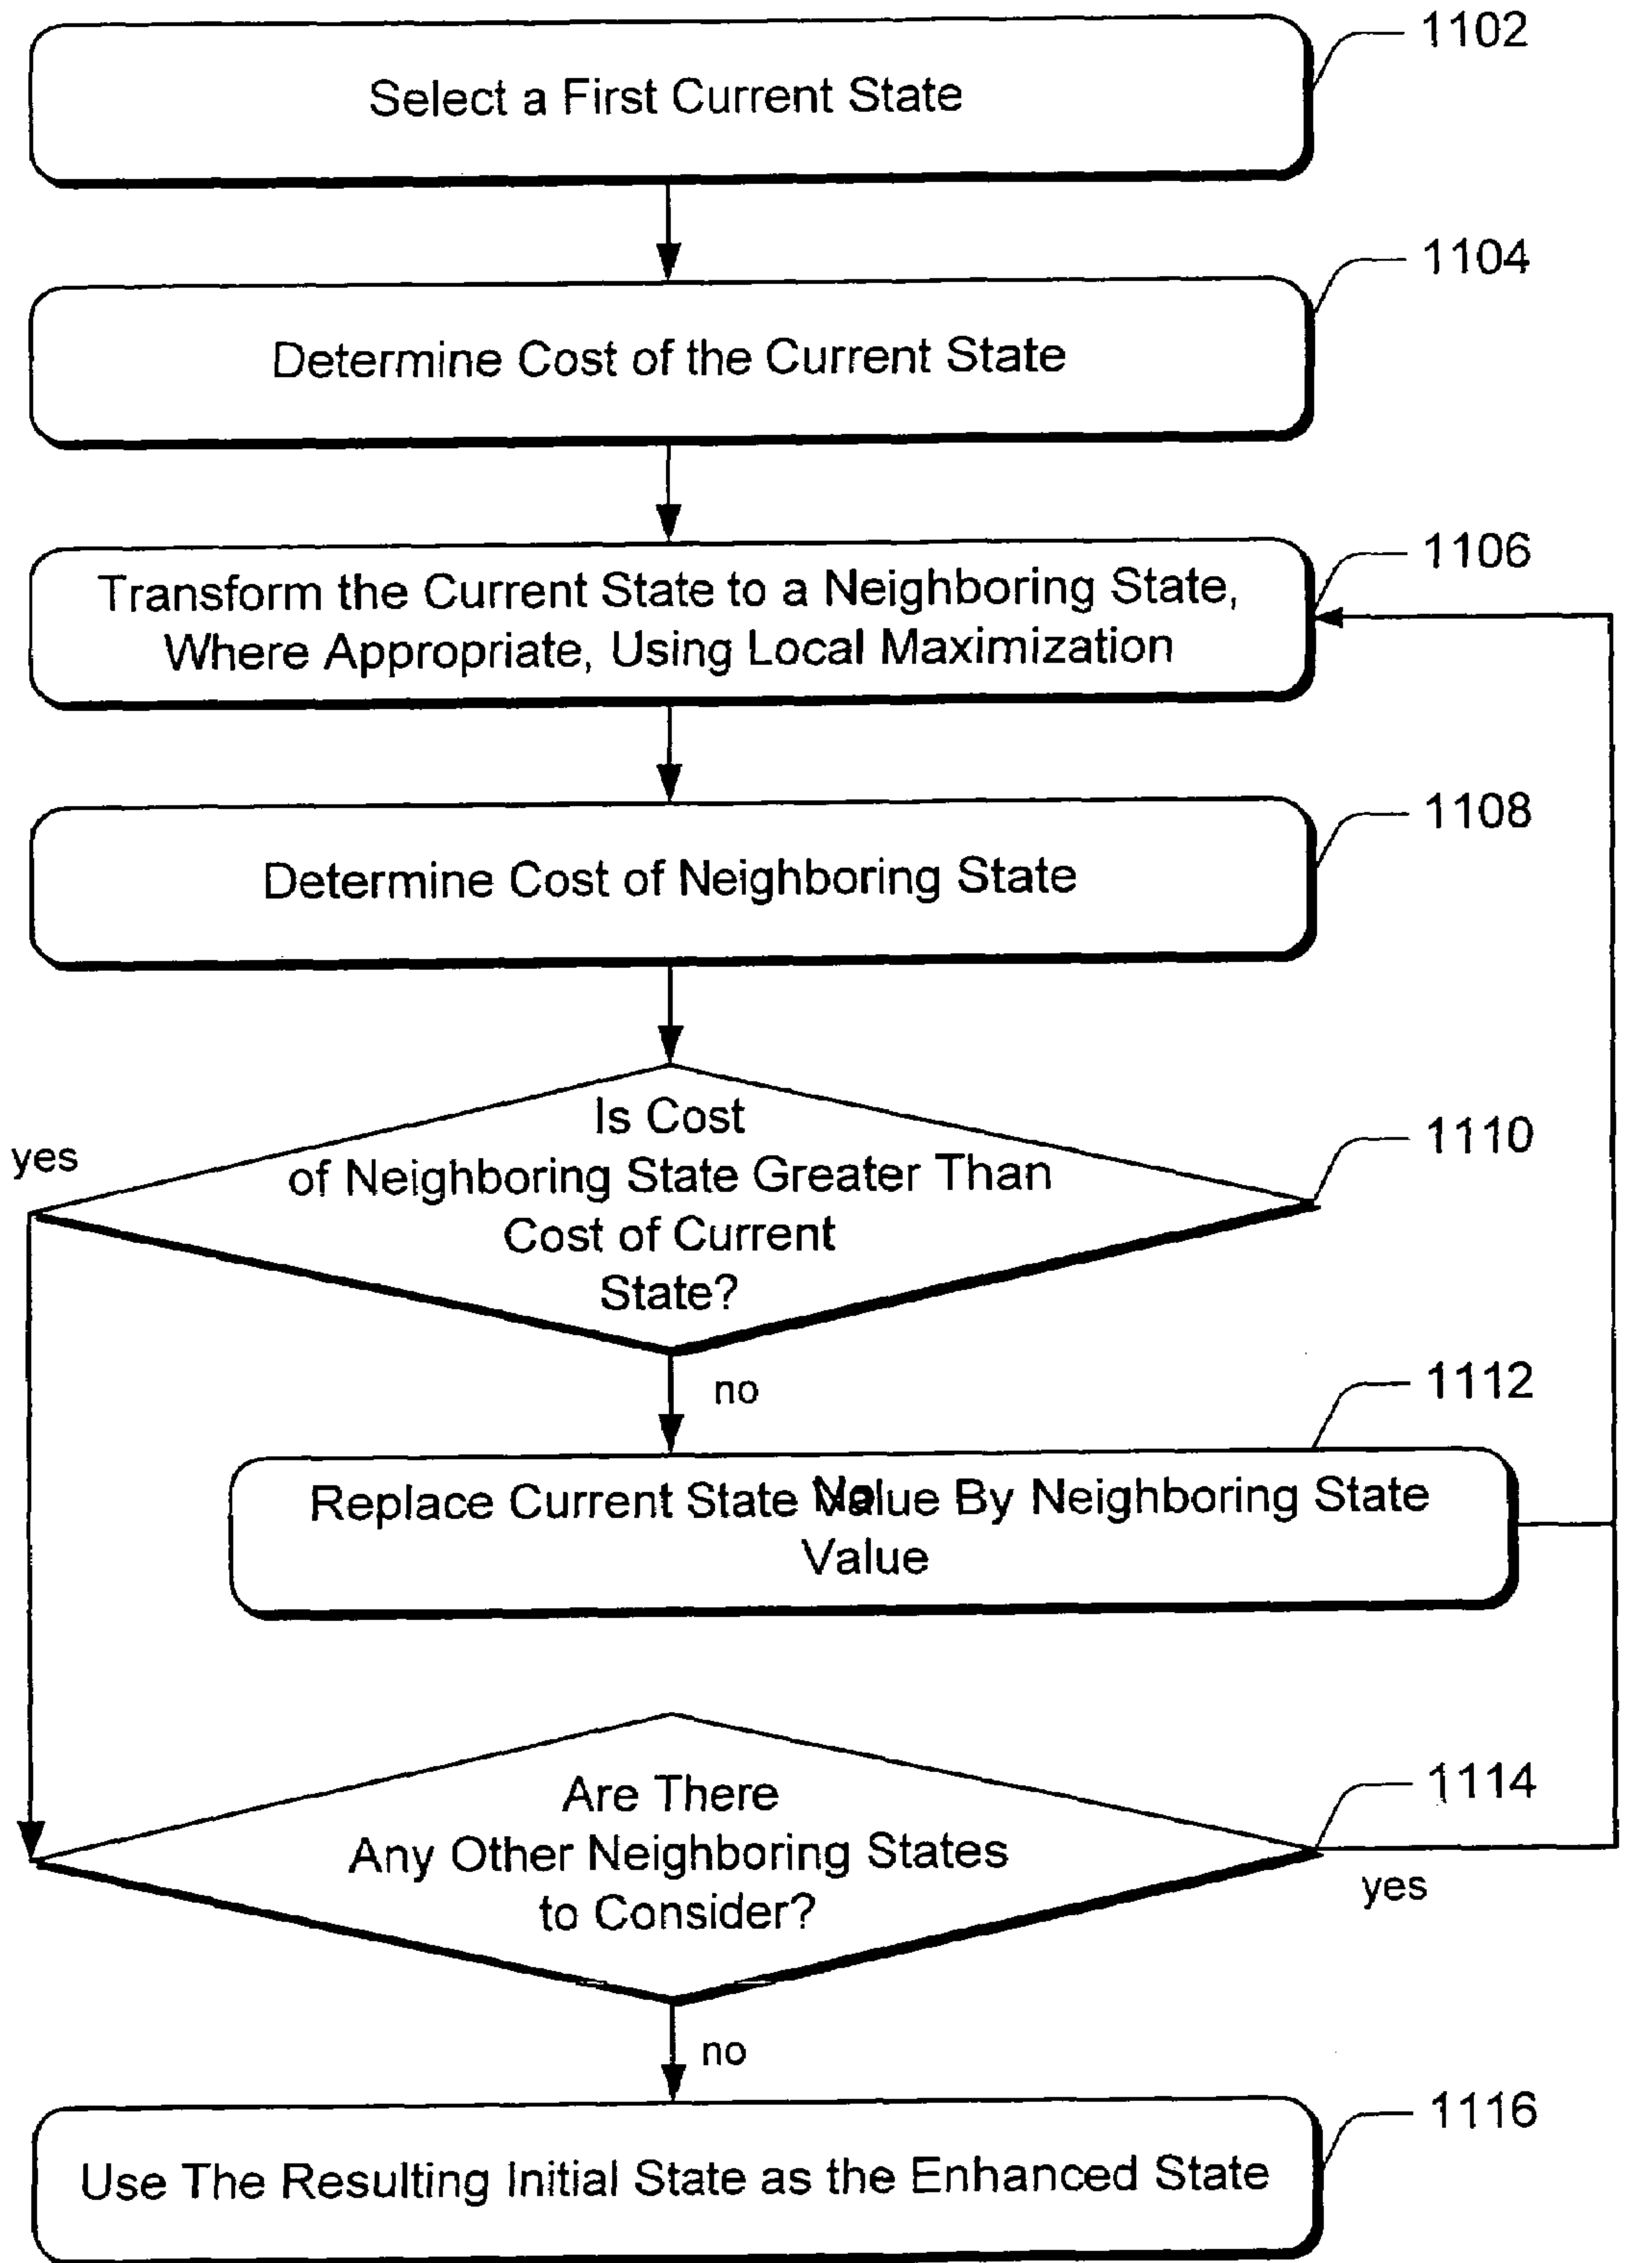 1102
Select a First Current State
1104
Determine Cost of the Current State
1106
Transform the Current State to a Neighboring State,
Where Appropriate, Using Local Maximization
1108
Determine Cost of Neighboring State
1110
yes
Is Cost
of Neighboring State Greater Than
Cost of Current
State?
no
1112
Replace Current State Value By Neighboring State
Value
No
1114
Are There
Any Other Neighboring States
to Consider?
yes
no
1116
Use The Resulting Initial State as the Enhanced State